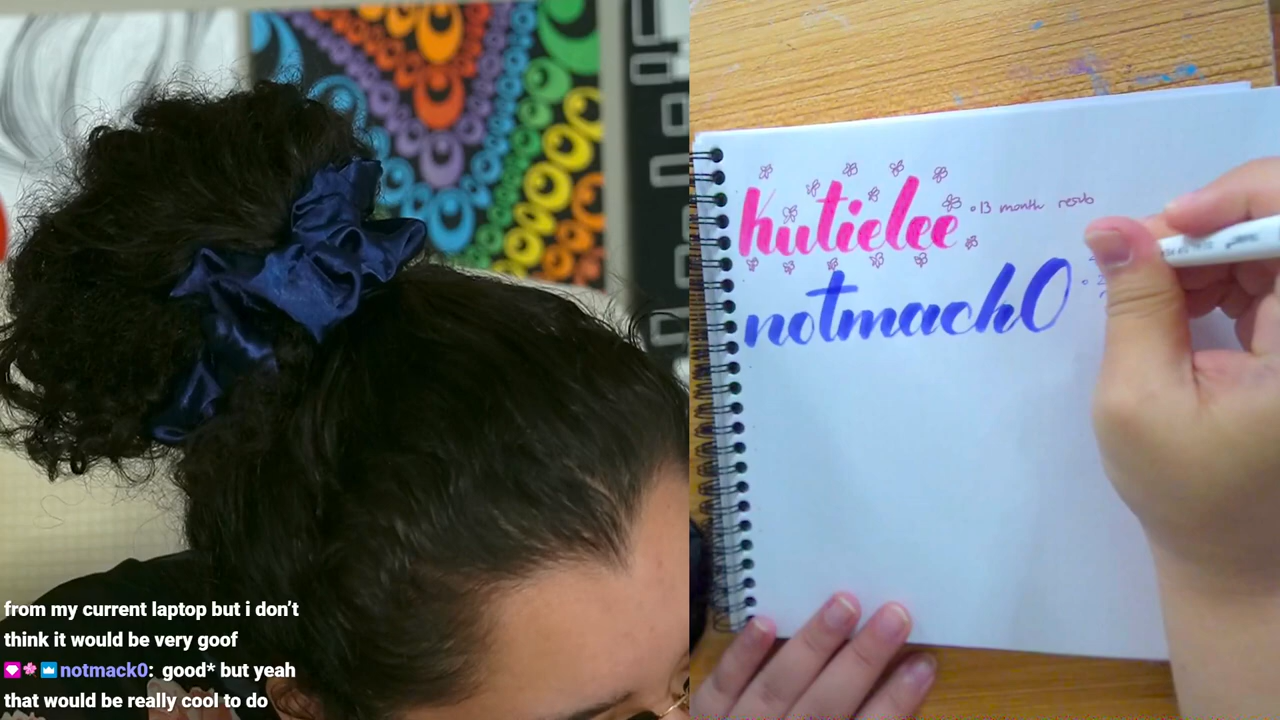 from my current laptop but i don't
think it would be very goof
notmack0: good* but yeah
that would be really cool to do
kutielee
13 month resub
notmack0